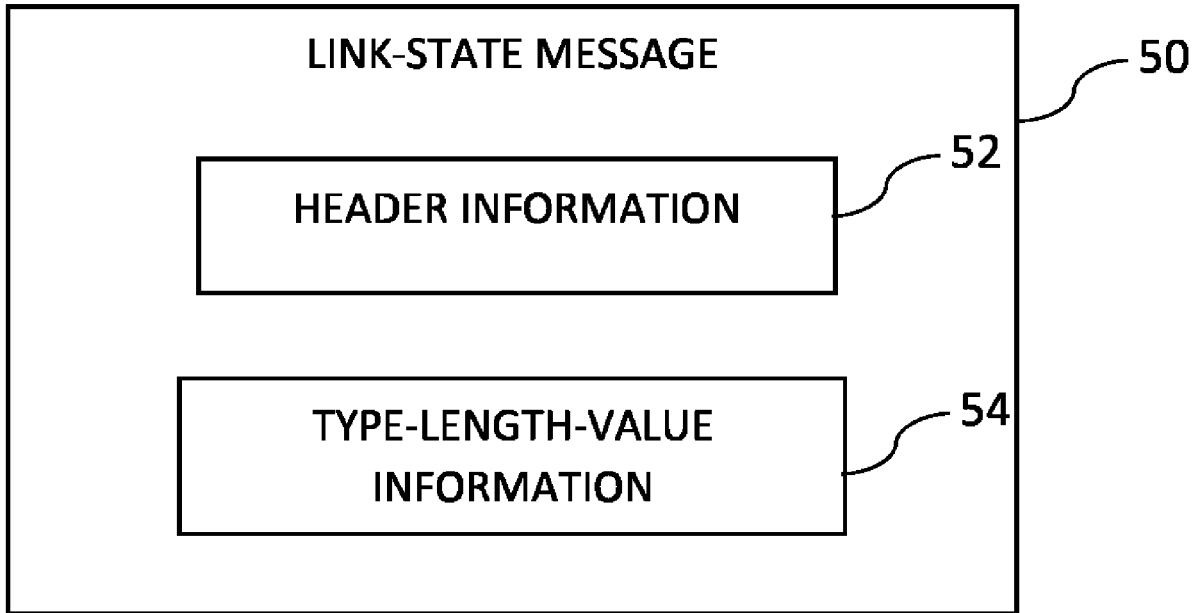 LINK-STATE MESSAGE
50
52
HEADER INFORMATION
54
TYPE-LENGTH-VALUE
INFORMATION